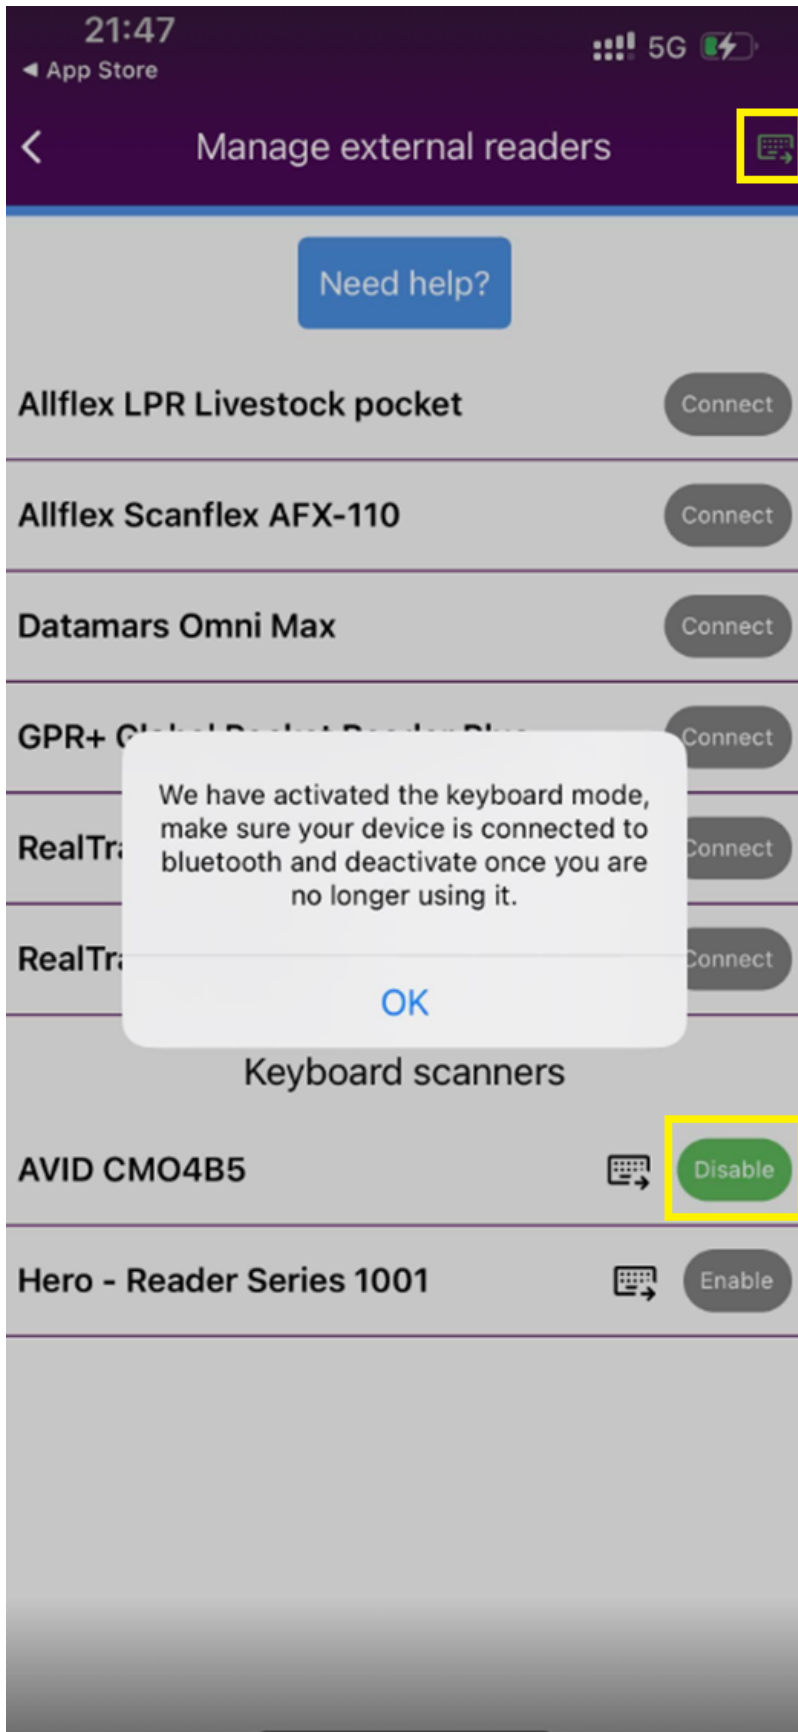 21:47
5G
◀ App Store
Manage external readers
Need help?
Allflex LPR Livestock pocket
Connect
Allflex Scanflex AFX-110
Connect
Datamars Omni Max
Connect
GPR+
Connect
We have activated the keyboard mode,
make sure your device is connected to
bluetooth and deactivate once you are
no longer using it.
RealTra
Connect
RealTra
Connect
OK
Keyboard scanners
AVID CMO4B5
Disable
Hero - Reader Series 1001
Enable